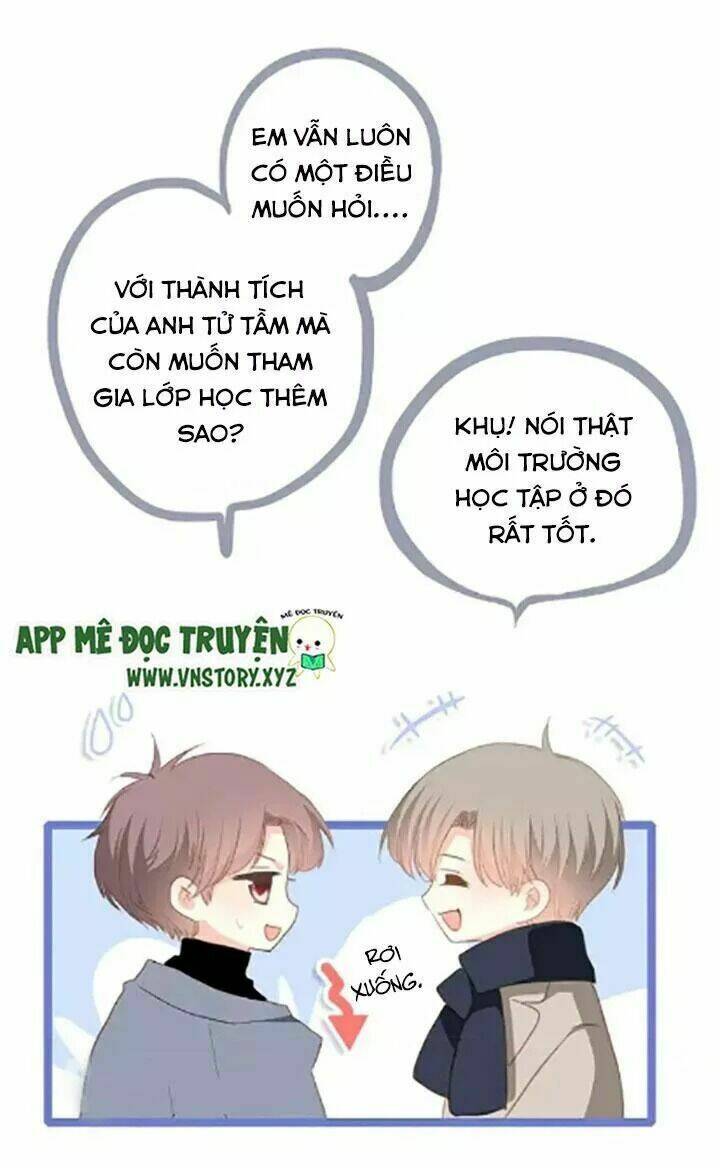 EM VẪN LUÔN
CÓ MỘT ĐIỀU
MUỐN HỎI....
VỚI THÀNH TÍCH
CỦA ANH TỬ TẦM MÀ
CÒN MUỐN THAM
GIA LỚP HỌC THÊM
SAO?
KHỤ! NÓI THẬT
MÔI TRƯỜNG
HỌC TẬP Ở ĐÓ
RẤT TỐT.
MÊ ĐỌC TRUYỆN
APP MÊ ĐỌC TRUYỆN
WWW.VNSTORY.XYZ
RƠI
XUỐNG.